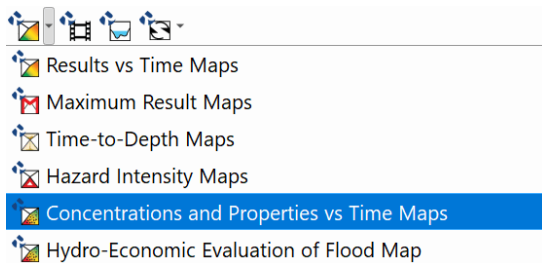 Results vs Time Maps
Maximum Result Maps
Time-to-Depth Maps
Hazard Intensity Maps
Concentrations and Properties vs Time Maps
Hydro-Economic Evaluation of Flood Map